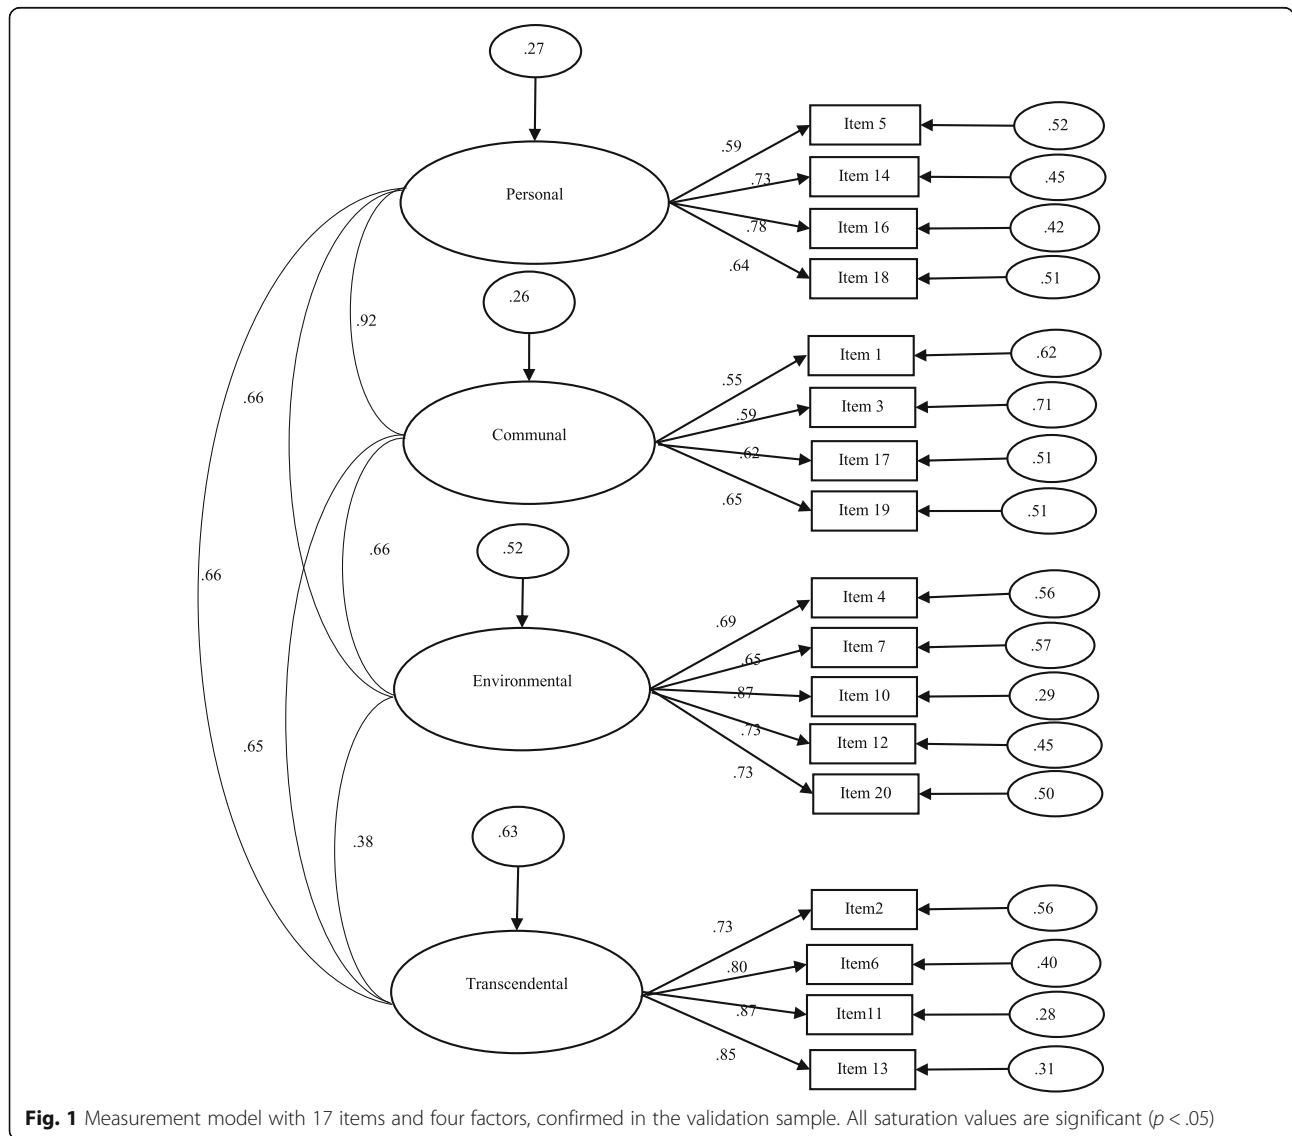 .27
Personal
.59
.73
.78
.64
Item 5
.52
Item 14
.45
Item 16
.42
Item 18
.51
.92
.66
.66
.26
Communal
.55
.59
.62
.65
Item 1
.62
Item 3
.71
Item 17
.51
Item 19
.51
.66
.65
.52
Environmental
.69
.65
.87
.73
.73
Item 4
.56
Item 7
.57
Item 10
.29
Item 12
.45
Item 20
.50
.38
.63
Transcendental
.73
.80
.87
.85
Item2
.56
Item6
.40
Item11
.28
Item 13
.31
Fig. 1 Measurement model with 17 items and four factors, confirmed in the validation sample. All saturation values are significant (p < .05)